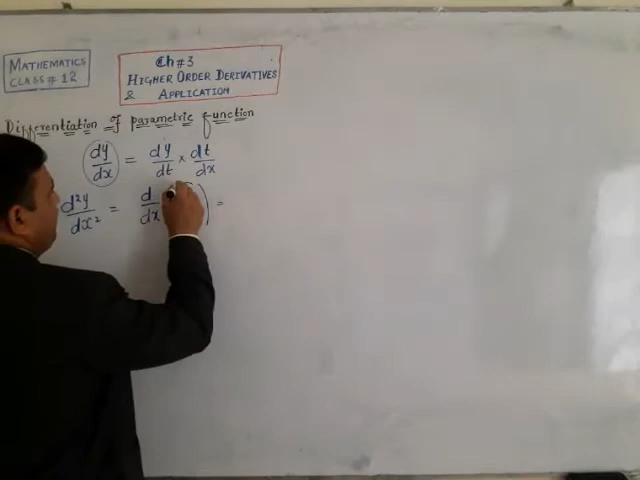 MATHEMATICS
CLASS # 12
Ch # 3
HIGHER ORDER DERIVATIVES
& APPLICATION
Differentiation of parametric function
dy/dx = dy/dt × dt/dx
d²y/dx² = d/dx ) =